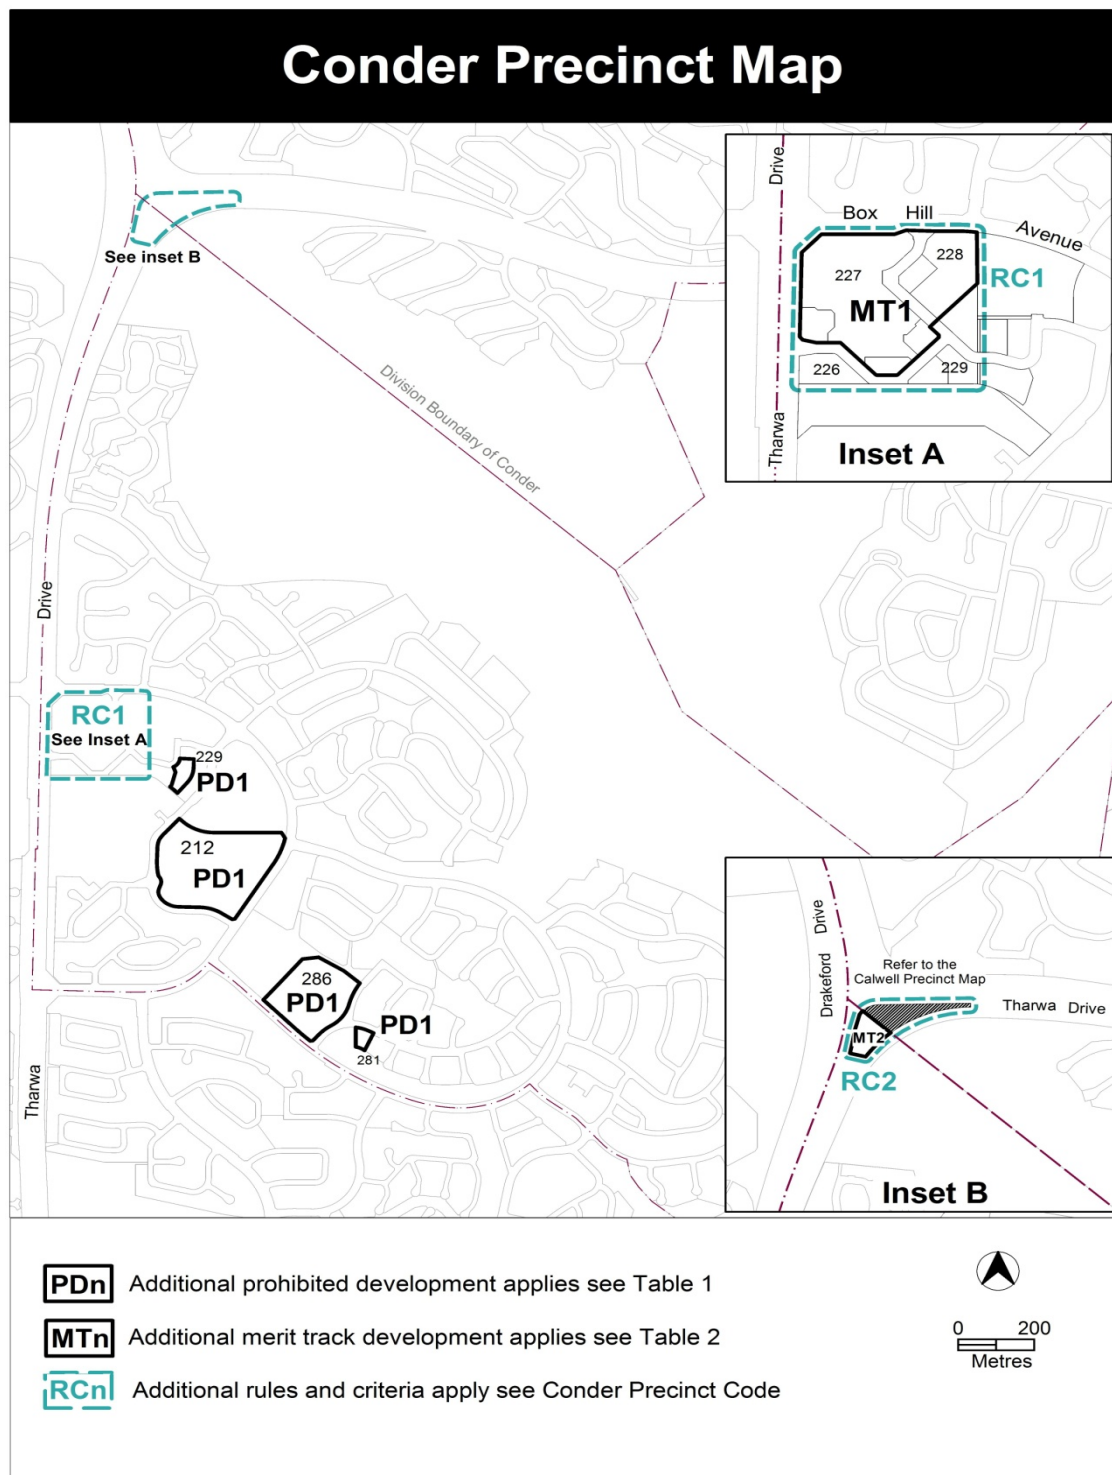 Conder Precinct Map
See inset B
Division Boundary of Conder
Drive
RC1
See Inset A
229
PD1
212
PD1
286
PD1
PD1
281
Tharwa
Drive
Box Hill
Avenue
228
227
RC1
MT1
226
229
Tharwa
Inset A
Drive
Drakeford
Refer to the
Calwell Precinct Map
Tharwa Drive
MT2
RC2
Inset B
PDn Additional prohibited development applies see Table 1
MTn Additional merit track development applies see Table 2
RCn Additional rules and criteria apply see Conder Precinct Code
0 200
Metres